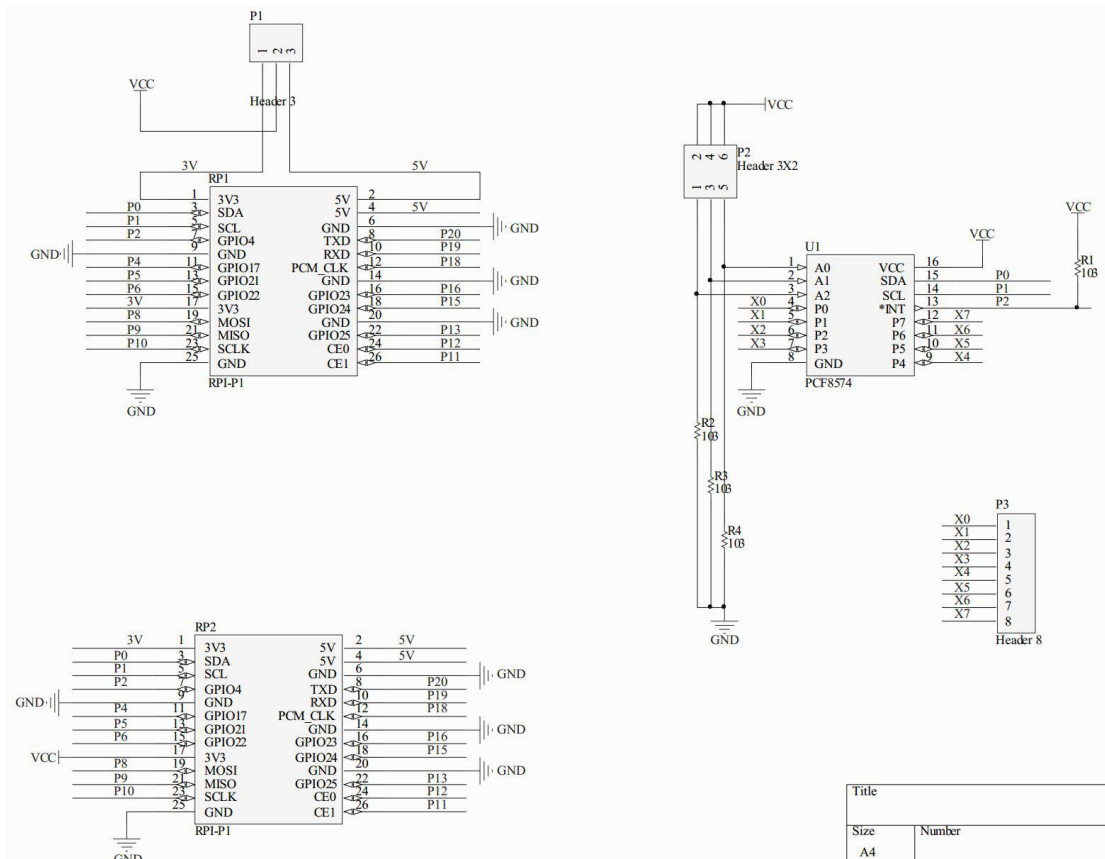 P1
1 2 3
Header 3
VCC
3V
5V
RP1
1 3V3 5V 2
P0 3 SDA 5V 4 5V
P1 5 SCL GND 6 GND
P2 7 GPIO4 TXD 8 P20
GND 9 GND RXD 10 P19
P4 11 GPIO17 PCM_CLK 12 P18
P5 13 GPIO21 GND 14 GND
P6 15 GPIO22 GPIO23 16 P16
3V 17 3V3 GPIO24 18 P15
P8 19 MOSI GND 20 GND
P9 21 MISO GPIO25 22 P13
P10 23 SCLK CE0 24 P12
25 GND CE1 26 P11
RPI-P1
GND
VCC
2 4 6
P2
Header 3X2
1 3 5
VCC
R1
103
VCC
U1
1 A0 VCC 16
2 A1 SDA 15 P0
3 A2 SCL 14 P1
X0 4 P0 *INT 13 P2
X1 5 P1 P7 12 X7
X2 6 P2 P6 11 X6
X3 7 P3 P5 10 X5
8 GND P4 9 X4
PCF8574
GND
R2
103
R3
103
R4
103
GND
P3
X0 1
X1 2
X2 3
X3 4
X4 5
X5 6
X6 7
X7 8
Header 8
RP2
3V 1 3V3 5V 2 5V
P0 3 SDA 5V 4 5V
P1 5 SCL GND 6 GND
P2 7 GPIO4 TXD 8 P20
GND 9 GND RXD 10 P19
P4 11 GPIO17 PCM_CLK 12 P18
P5 13 GPIO21 GND 14 GND
P6 15 GPIO22 GPIO23 16 P16
VCC 17 3V3 GPIO24 18 P15
P8 19 MOSI GND 20 GND
P9 21 MISO GPIO25 22 P13
P10 23 SCLK CE0 24 P12
25 GND CE1 26 P11
RPI-P1
GND
Title
Size Number
A4